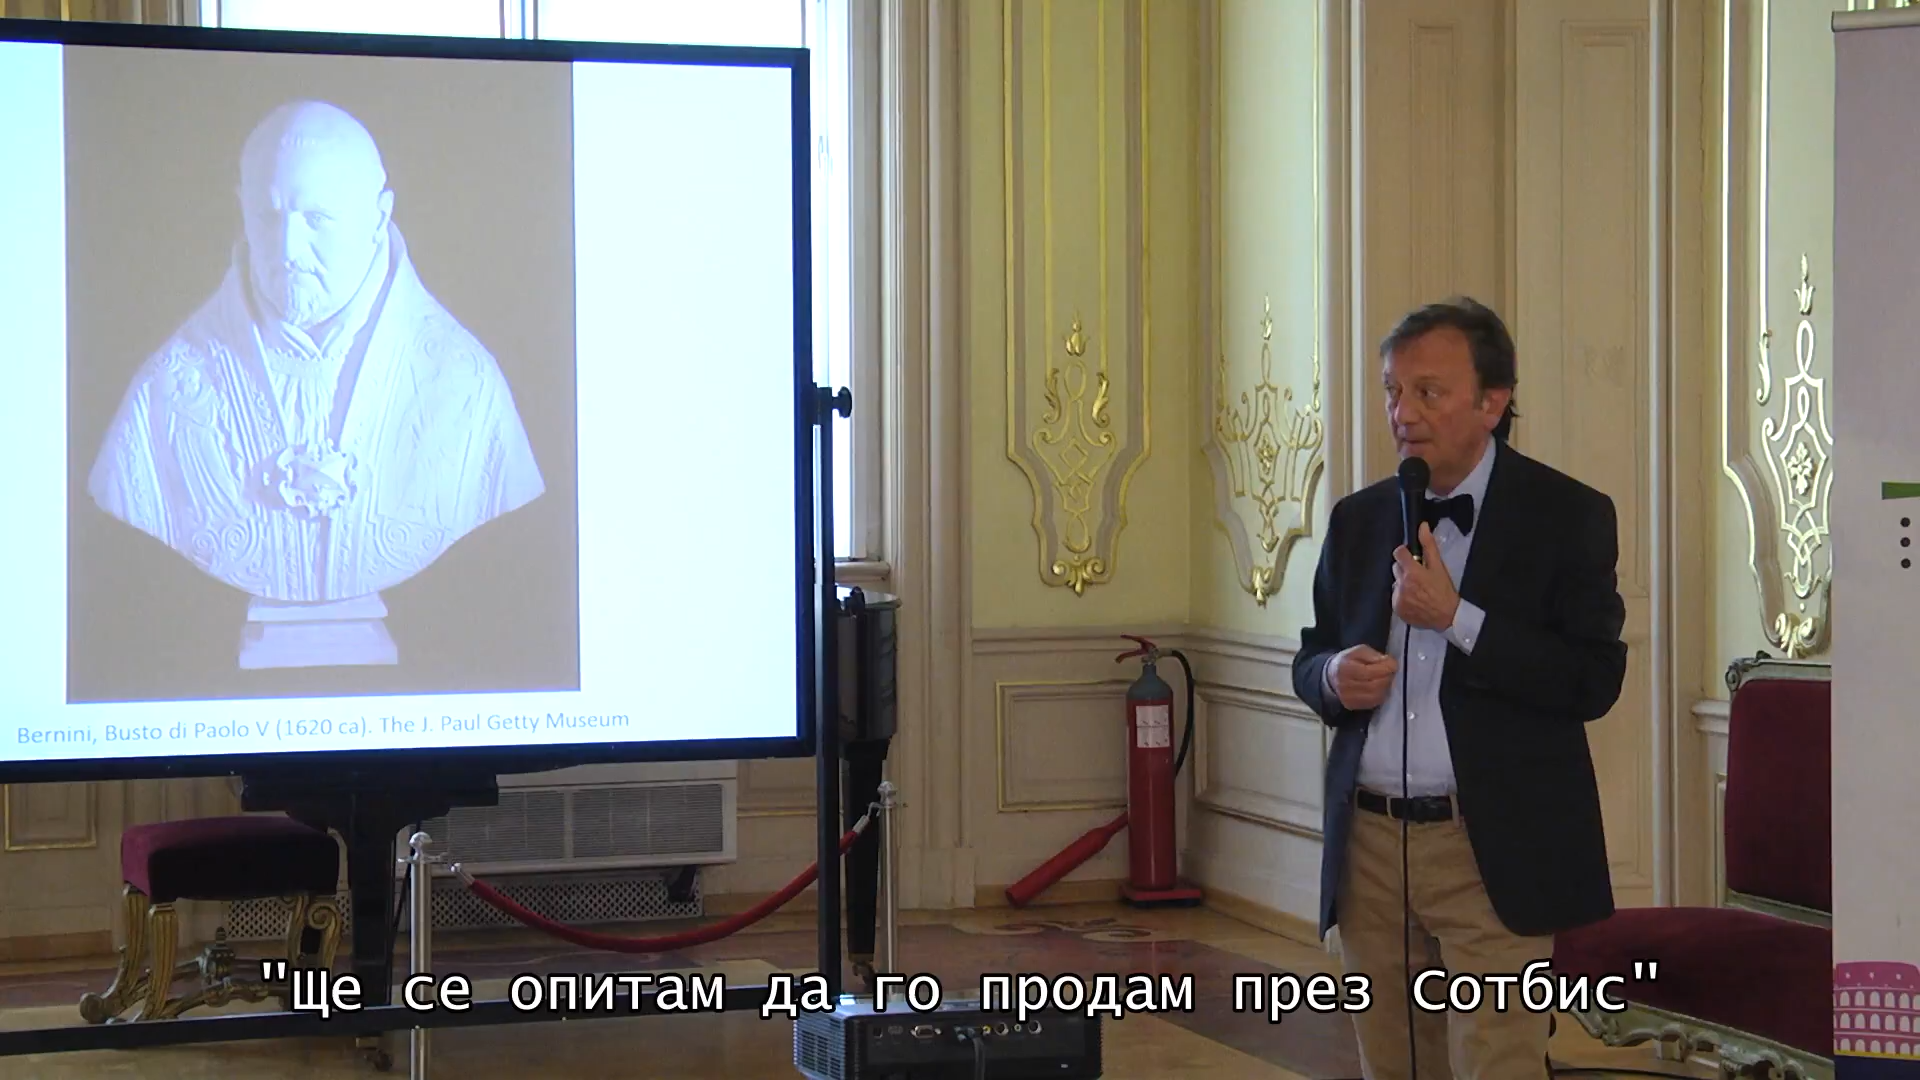 Bernini, Busto di Paolo V (1620 ca). The J. Paul Getty Museum
"Ще се опитам да го продам през Сотбис"